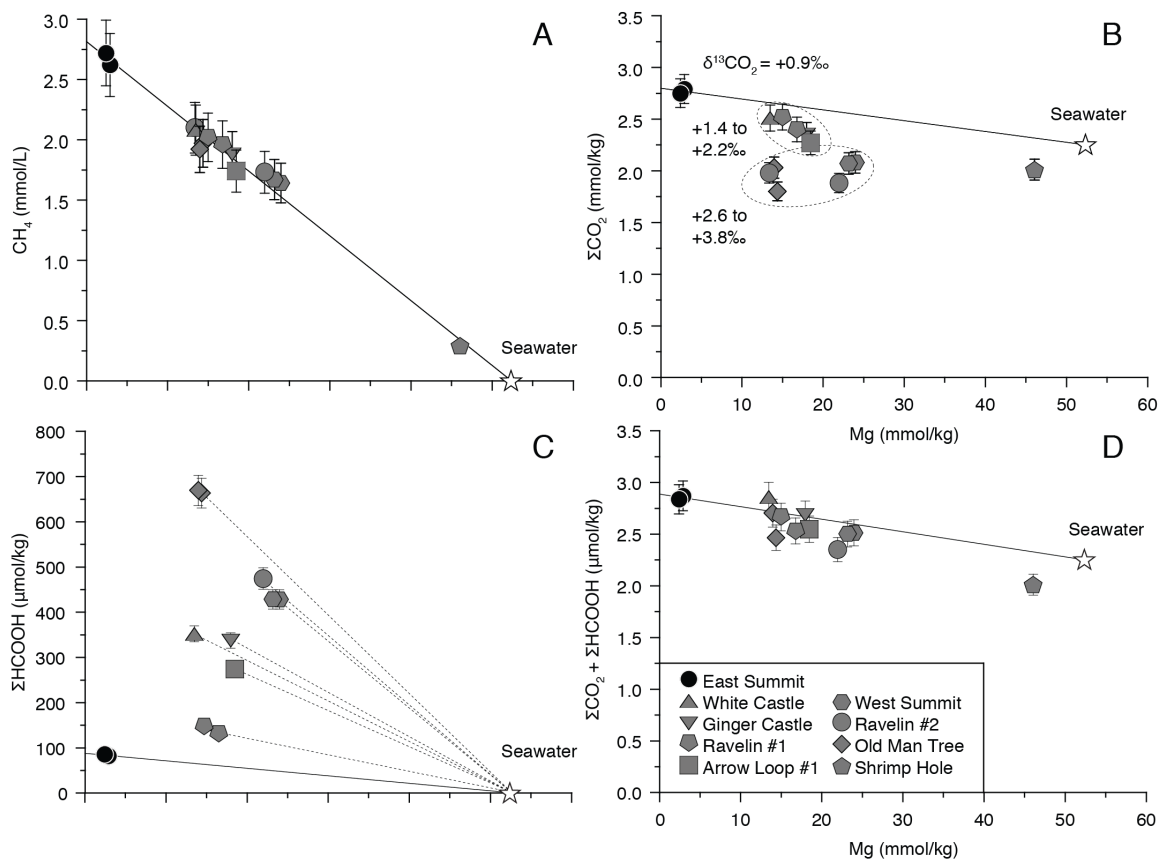 A
3.0
2.5
2.0
1.5
1.0
0.5
0.0
CH4 (mmol/L)
Seawater
B
3.5
3.0
2.5
2.0
1.5
1.0
0.5
0.0
ΣCO2 (mmol/kg)
δ13CO2 = +0.9‰
+1.4 to
+2.2‰
+2.6 to
+3.8‰
Seawater
0 10 20 30 40 50 60
Mg (mmol/kg)
C
800
700
600
500
400
300
200
100
0
ΣHCOOH (μmol/kg)
Seawater
D
3.5
3.0
2.5
2.0
1.5
1.0
0.5
0.0
ΣCO2 + ΣHCOOH (μmol/kg)
Seawater
East Summit
White Castle
Ginger Castle
Ravelin #1
Arrow Loop #1
West Summit
Ravelin #2
Old Man Tree
Shrimp Hole
0 10 20 30 40 50 60
Mg (mmol/kg)